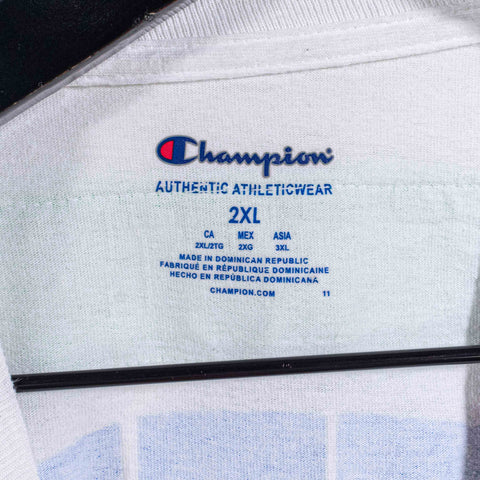 Champion
AUTHENTIC ATHLETICWEAR
2XL
CA MEX ASIA
2XL/2TG 2XG 3XL
MADE IN DOMINICAN REPUBLIC
FABRIQUÉ EN RÉPUBLIQUE DOMINICAINE
HECHO EN REPÚBLICA DOMINICANA
CHAMPION.COM 11